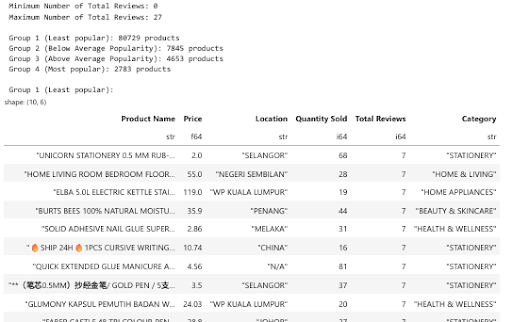 Minimum Number of Total Reviews: 0
Maximum Number of Total Reviews: 27
Group 1 (Least popular): 80729 products
Group 2 (Below Average Popularity): 7845 products
Group 3 (Above Average Popularity): 4653 products
Group 4 (Most popular): 2783 products
Group 1 (Least popular):
shape: (10, 6)
Product Name Price Location Quantity Sold Total Reviews Category
str f64 str i64 i64 str
"UNICORN STATIONERY 0.5 MM RUB-... 2.0 "SELANGOR" 68 7 "STATIONERY"
"HOME LIVING ROOM BEDROOM FLOOR... 55.0 "NEGERI SEMBILAN" 28 7 "HOME & LIVING"
"ELBA 5.0L ELECTRIC KETTLE STAI... 119.0 "WP KUALA LUMPUR" 19 7 "HOME APPLIANCES"
"BURTS BEES 100% NATURAL MOISTU... 35.9 "PENANG" 44 7 "BEAUTY & SKINCARE"
"SOLID ADHESIVE NAIL GLUE SUPER... 2.86 "MELAKA" 31 7 "HEALTH & WELLNESS"
"🔥SHIP 24H🔥1PCS CURSIVE WRITING... 10.74 "CHINA" 16 7 "STATIONERY"
"QUICK EXTENDED GLUE MANICURE A... 4.56 "N/A" 81 7 "STATIONERY"
"**（笔芯0.5MM）抄经金笔/ GOLD PEN / 5支... 3.5 "SELANGOR" 37 7 "STATIONERY"
"GLUMONY KAPSUL PEMUTIH BADAN W... 24.03 "WP KUALA LUMPUR" 20 7 "HEALTH & WELLNESS"
"FABER CASTLE 48 TRI COLOUR PEN... 28.8 "JOHOR" 27 7 "STATIONERY"